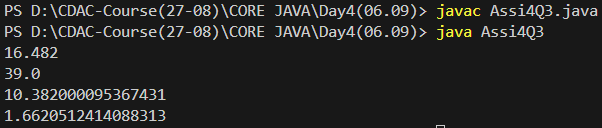 PS D:\CDAC-Course(27-08)\CORE JAVA\Day4(06.09)> javac Assi4Q3.java
PS D:\CDAC-Course(27-08)\CORE JAVA\Day4(06.09)> java Assi4Q3
16.482
39.0
10.382000095367431
1.6620512414088313